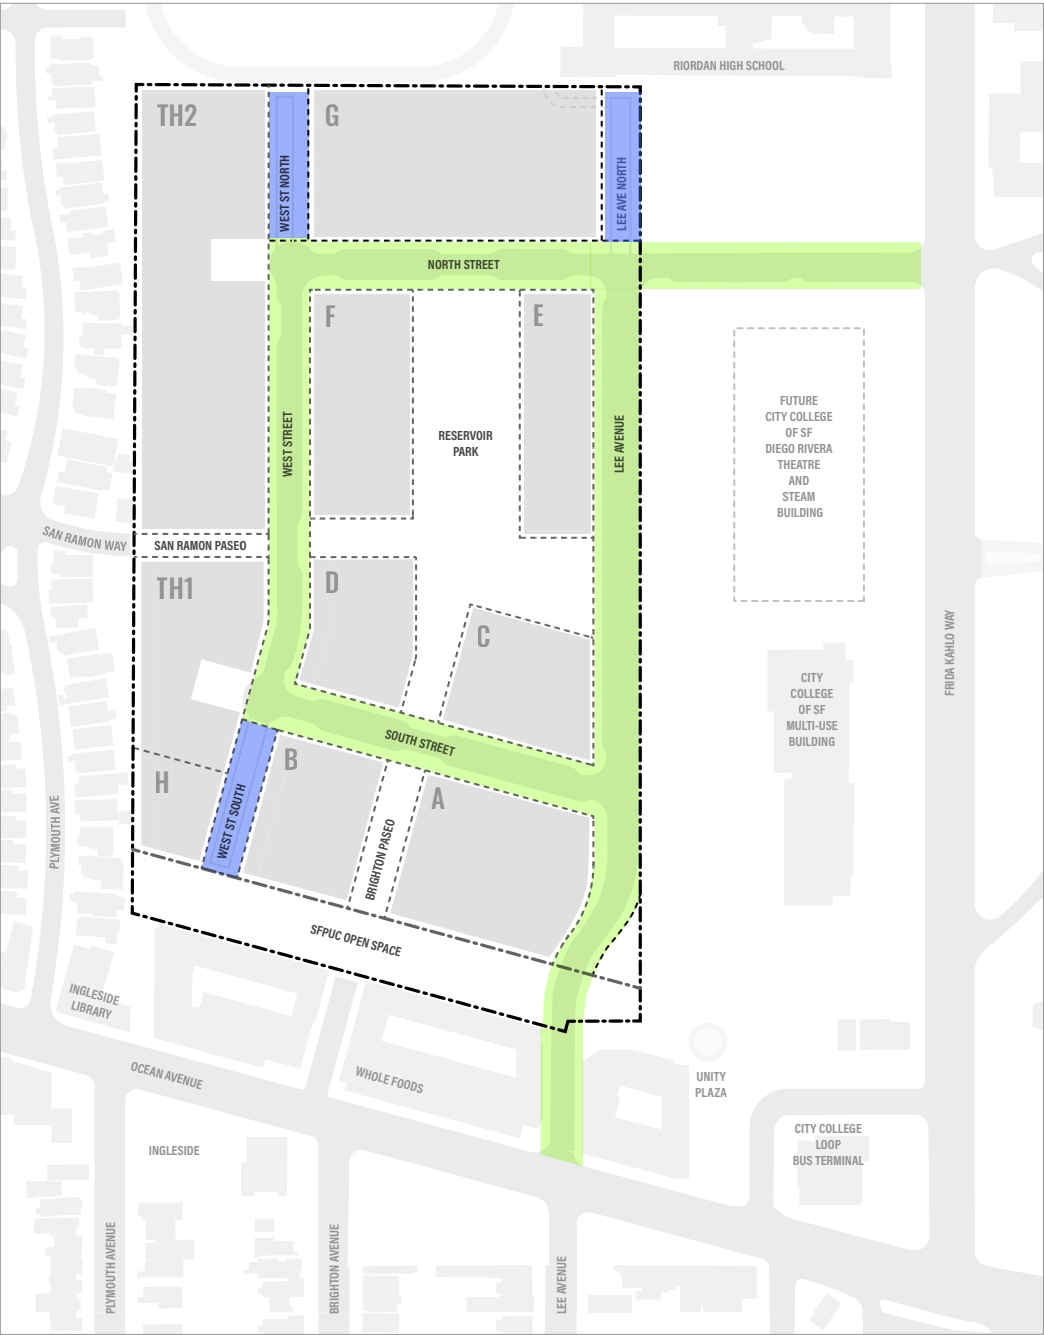 RIORDAN HIGH SCHOOL
TH2
G
WEST ST NORTH
LEE AVE NORTH
NORTH STREET
F
E
WEST STREET
RESERVOIR
PARK
LEE AVENUE
FUTURE
CITY COLLEGE
OF SF
DIEGO RIVERA
THEATRE
AND
STEAM
BUILDING
SAN RAMON WAY
SAN RAMON PASEO
TH1
D
C
FRIDA KAHLO WAY
CITY
COLLEGE
OF SF
MULTI-USE
BUILDING
SOUTH STREET
H
B
A
WEST ST SOUTH
PLYMOUTH AVE
BRIGHTON PASEO
SFPUC OPEN SPACE
INGLESIDE
LIBRARY
OCEAN AVENUE
WHOLE FOODS
UNITY
PLAZA
INGLESIDE
CITY COLLEGE
LOOP
BUS TERMINAL
PLYMOUTH AVENUE
BRIGHTON AVENUE
LEE AVENUE